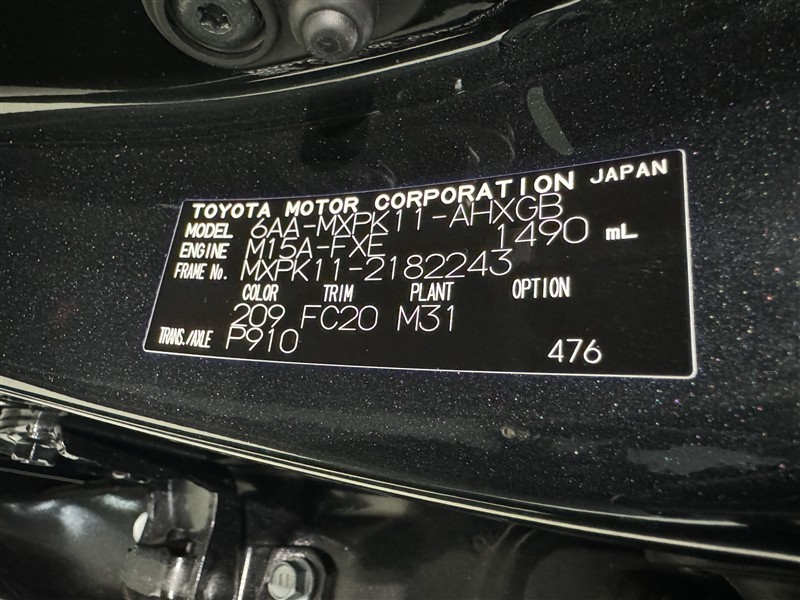 TOYOTA MOTOR CORPORATION JAPAN
MODEL 6AA-MXPK11-AHXGB
ENGINE M15A-FXE 1490 mL
FRAME No. MXPK11-2182243
COLOR TRIM PLANT OPTION
209 FC20 M31
TRANS./AXLE P910
476